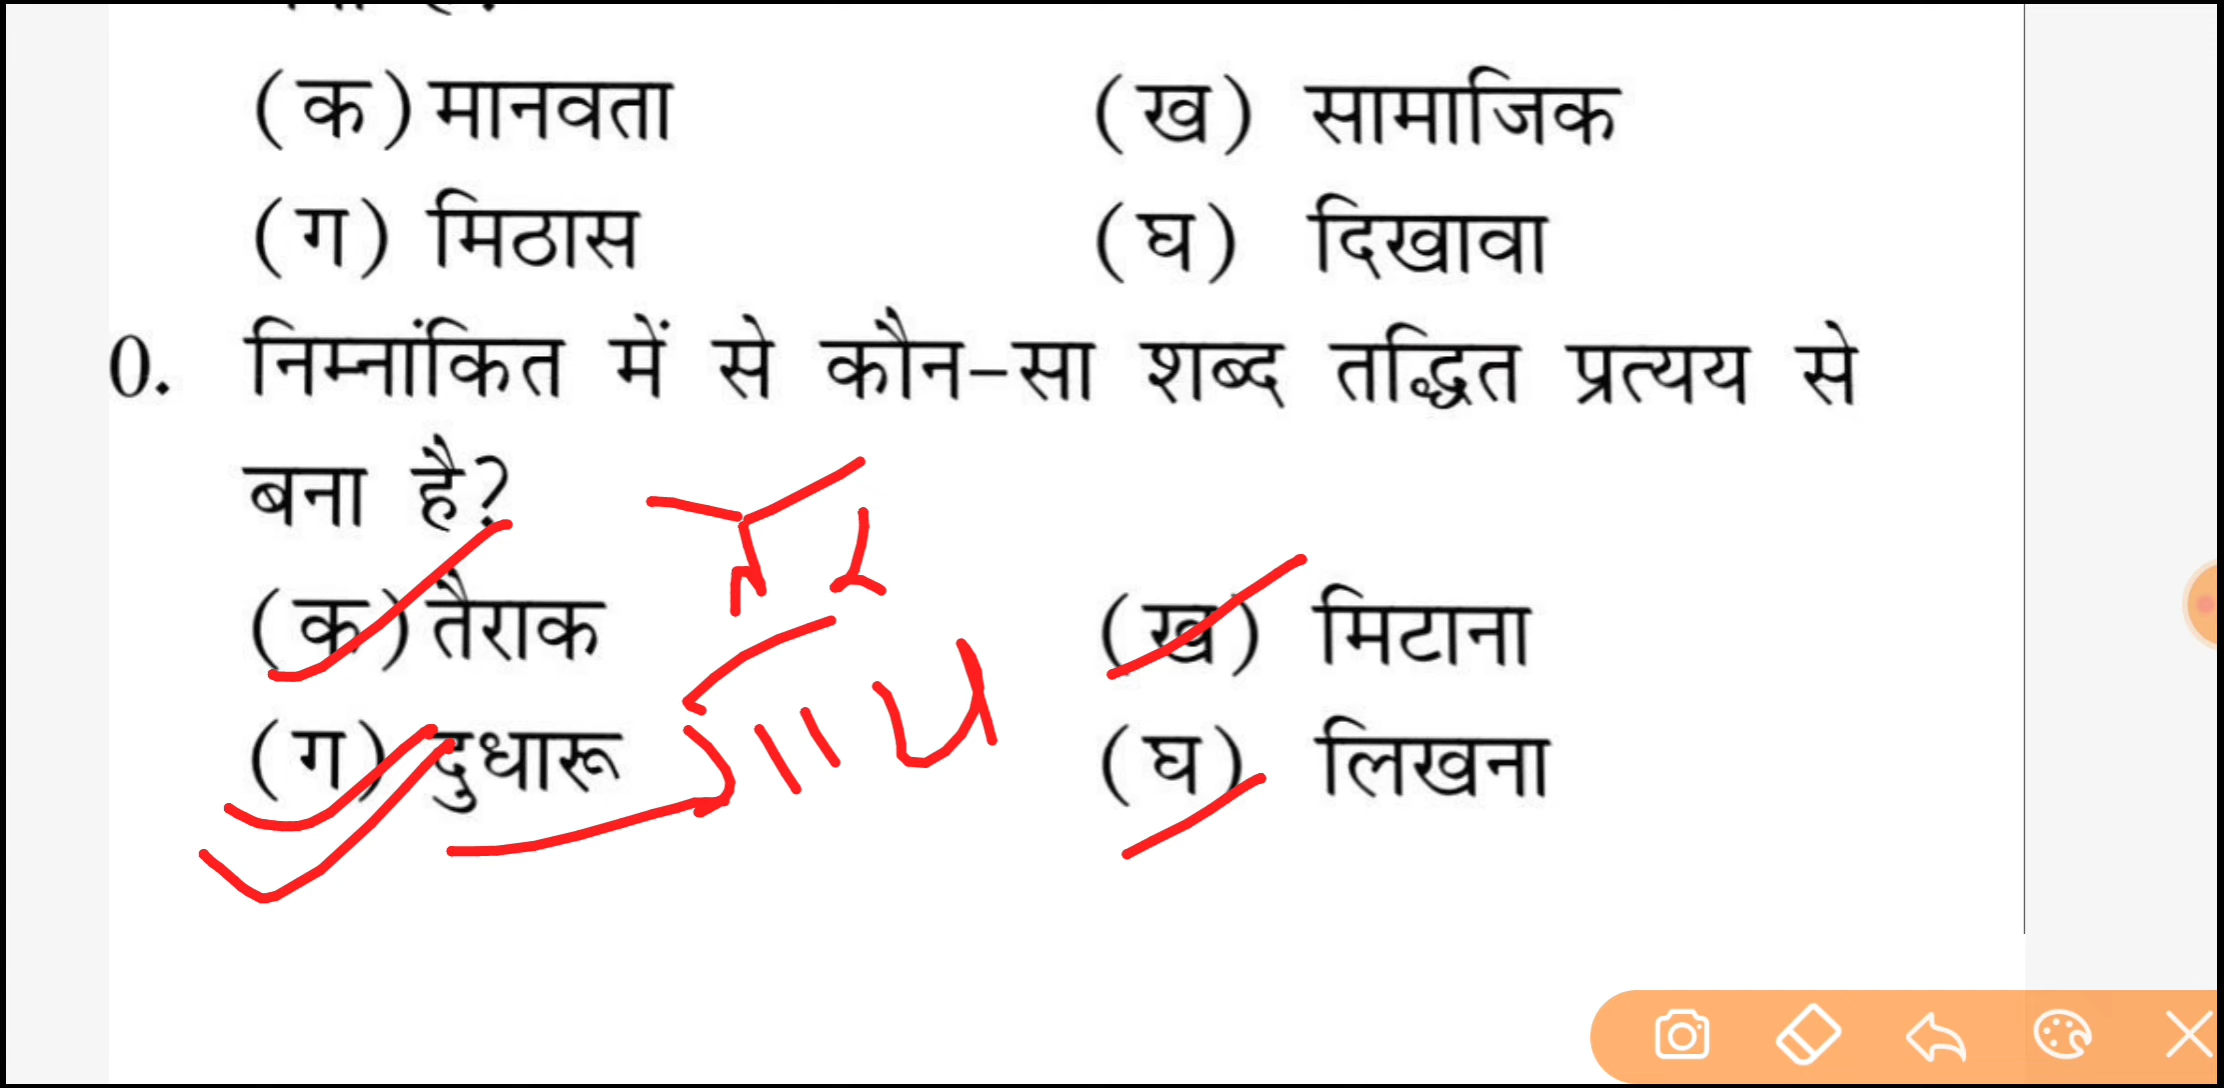 (क) मानवता (ख) सामाजिक
(ग) मिठास (घ) दिखावा
0. निम्नांकित में से कौन-सा शब्द तद्धित प्रत्यय से
बना है?
(क) तैराक (ख) मिटाना
(ग) दुधारू (घ) लिखना